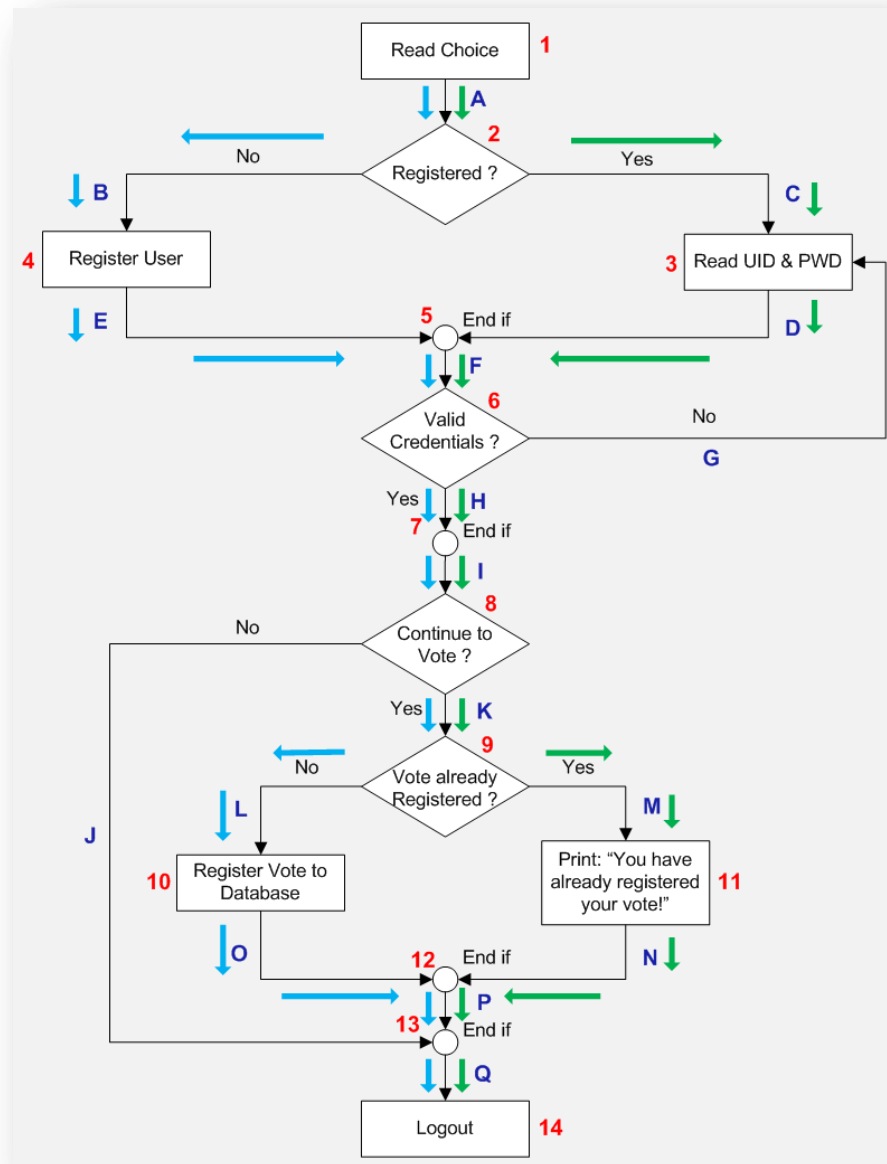 Read Choice
1
A
2
No
Registered ?
Yes
B
C
4
Register User
3
Read UID & PWD
E
5
End if
D
F
6
Valid
Credentials ?
No
G
Yes
H
7
End if
I
8
No
Continue to
Vote ?
Yes
K
9
No
Vote already
Registered ?
Yes
L
M
J
10
Register Vote to
Database
Print: “You have
already registered
your vote!”
11
O
12
End if
N
P
13
End if
Q
Logout
14